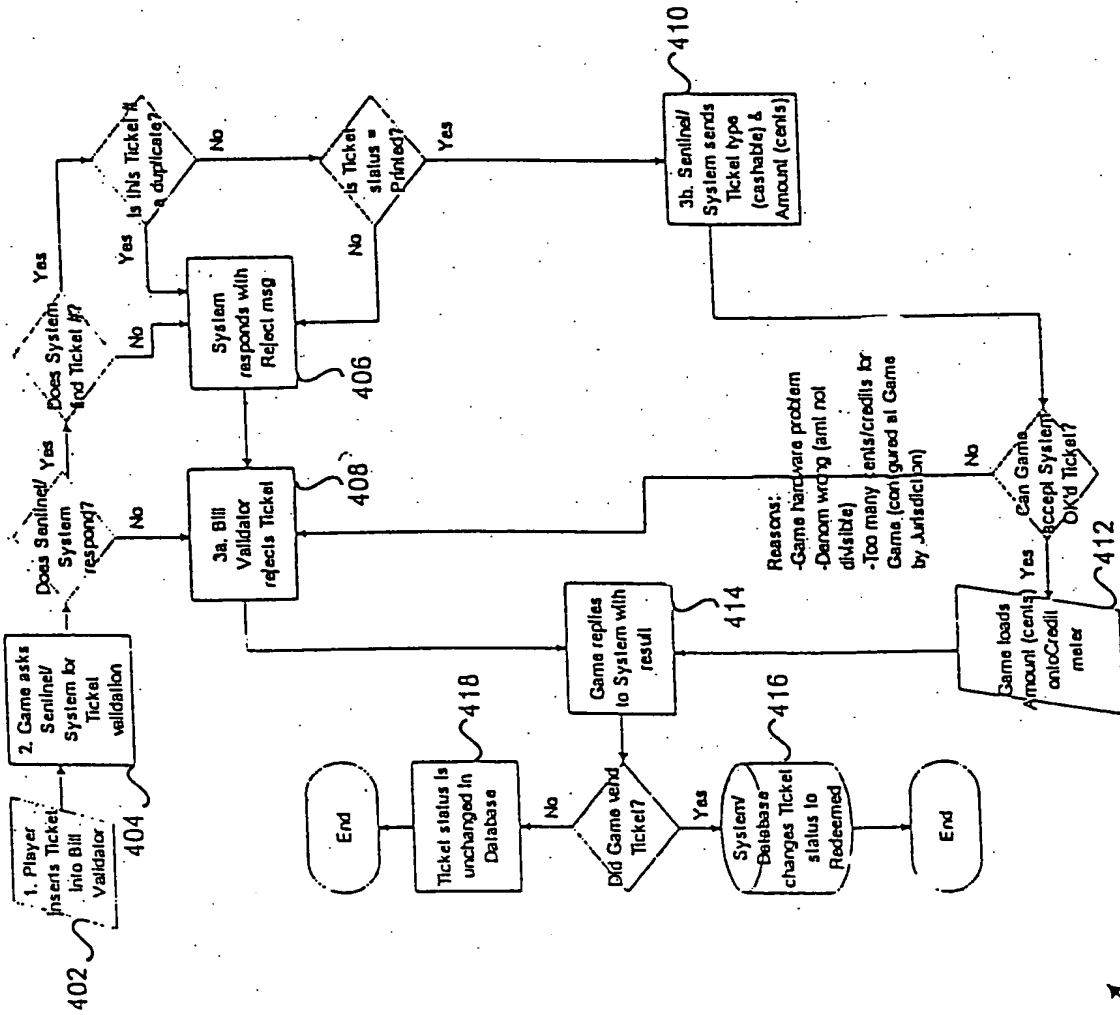 1. Player
inserts Ticket
into Bill
Validator
402
2. Game asks
Sentinel/
System for
Ticket
validation
404
Does Sentinel/
System
respond?
Yes
No
Does System
find Ticket #?
Yes
No
Is this Ticket #
a duplicate?
Yes
No
Is Ticket
status =
Printed?
No
Yes
System
responds with
Reject msg
406
3a. Bill
Validator
rejects Ticket
408
3b. Sentinel/
System sends
Ticket type
(cashable) &
Amount (cents)
410
Can Game
accept System
OK'd Ticket?
No
Yes
Reasons:
-Game hardware problem
-Denom wrong (amt not
divisible)
-Too many cents/credits for
Game (configured at Game
by Jurisdiction)
Game loads
Amount (cents)
ontoCredit
meter
412
Game replies
to System with
result
414
Did Game vend
Ticket?
No
Yes
Ticket status is
unchanged in
Database
418
End
System/
Database
changes Ticket
status to
Redeemed
416
End